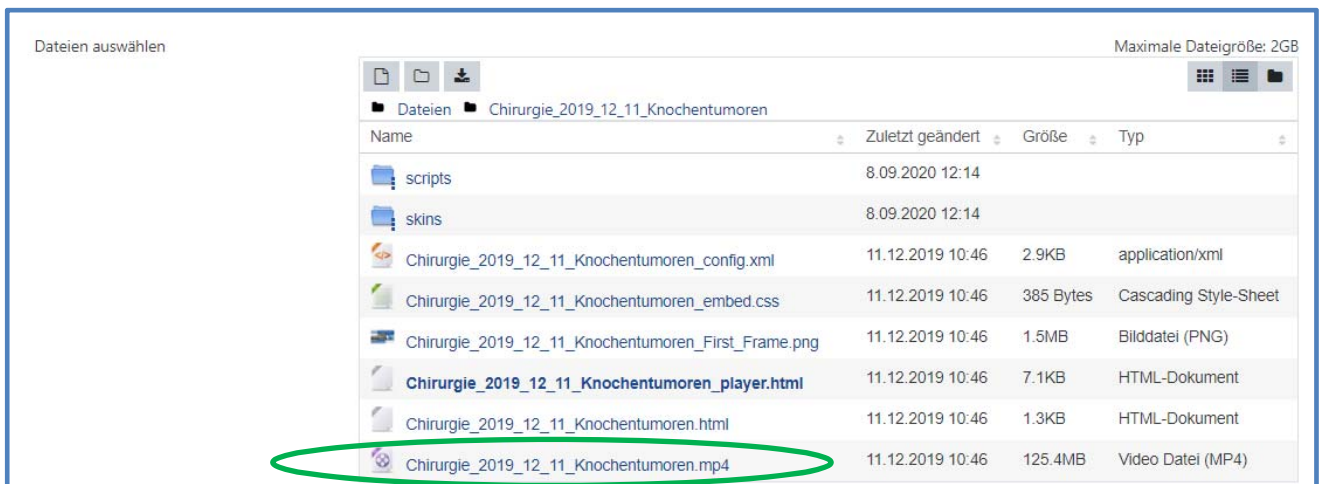 Dateien auswählen Maximale Dateigröße: 2GB
Dateien Chirurgie_2019_12_11_Knochentumoren
Name Zuletzt geändert Größe Typ
scripts 8.09.2020 12:14
skins 8.09.2020 12:14
Chirurgie_2019_12_11_Knochentumoren_config.xml 11.12.2019 10:46 2.9KB application/xml
Chirurgie_2019_12_11_Knochentumoren_embed.css 11.12.2019 10:46 385 Bytes Cascading Style-Sheet
Chirurgie_2019_12_11_Knochentumoren_First_Frame.png 11.12.2019 10:46 1.5MB Bilddatei (PNG)
Chirurgie_2019_12_11_Knochentumoren_player.html 11.12.2019 10:46 7.1KB HTML-Dokument
Chirurgie_2019_12_11_Knochentumoren.html 11.12.2019 10:46 1.3KB HTML-Dokument
Chirurgie_2019_12_11_Knochentumoren.mp4 11.12.2019 10:46 125.4MB Video Datei (MP4)